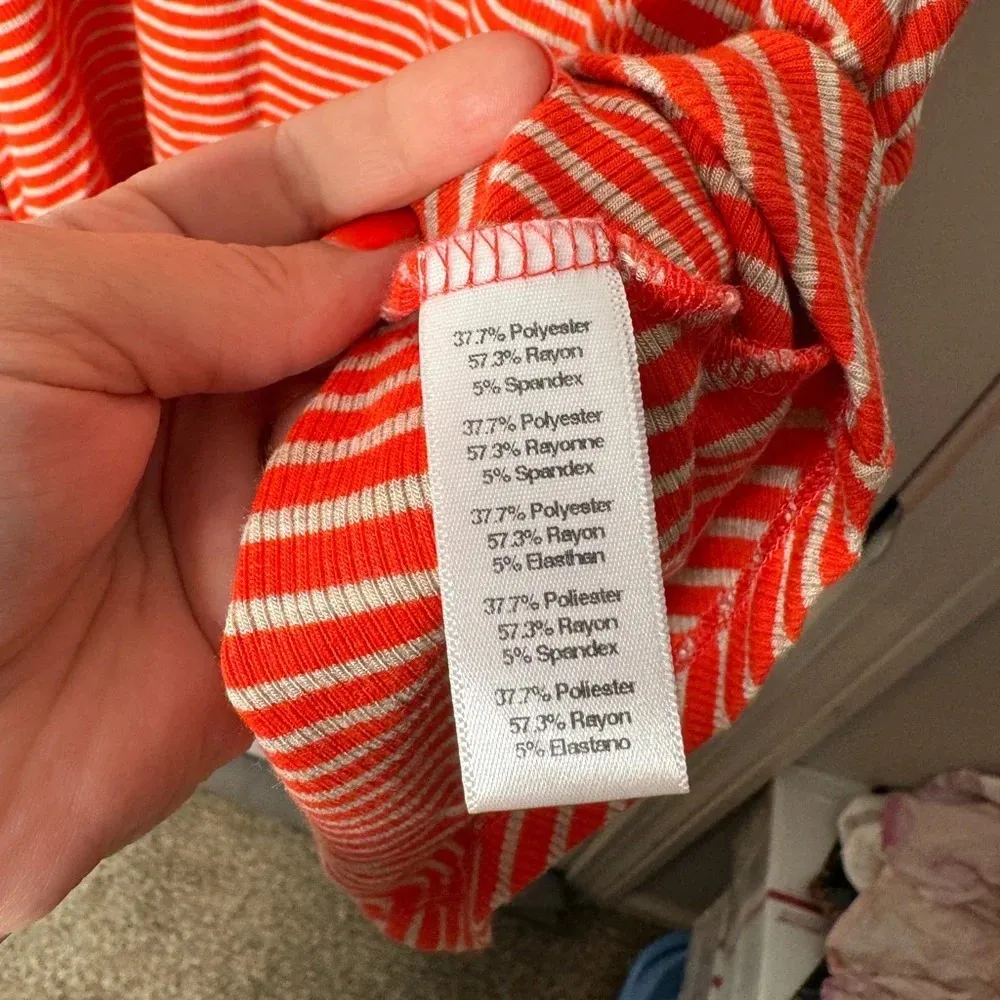 37.7% Polyester
57.3% Rayon
5% Spandex
37.7% Polyester
57.3% Rayonne
5% Spandex
37.7% Polyester
57.3% Rayon
5% Elasthan
37.7% Poliester
57.3% Rayon
5% Spandex
37.7% Poliester
57.3% Rayon
5% Elastano